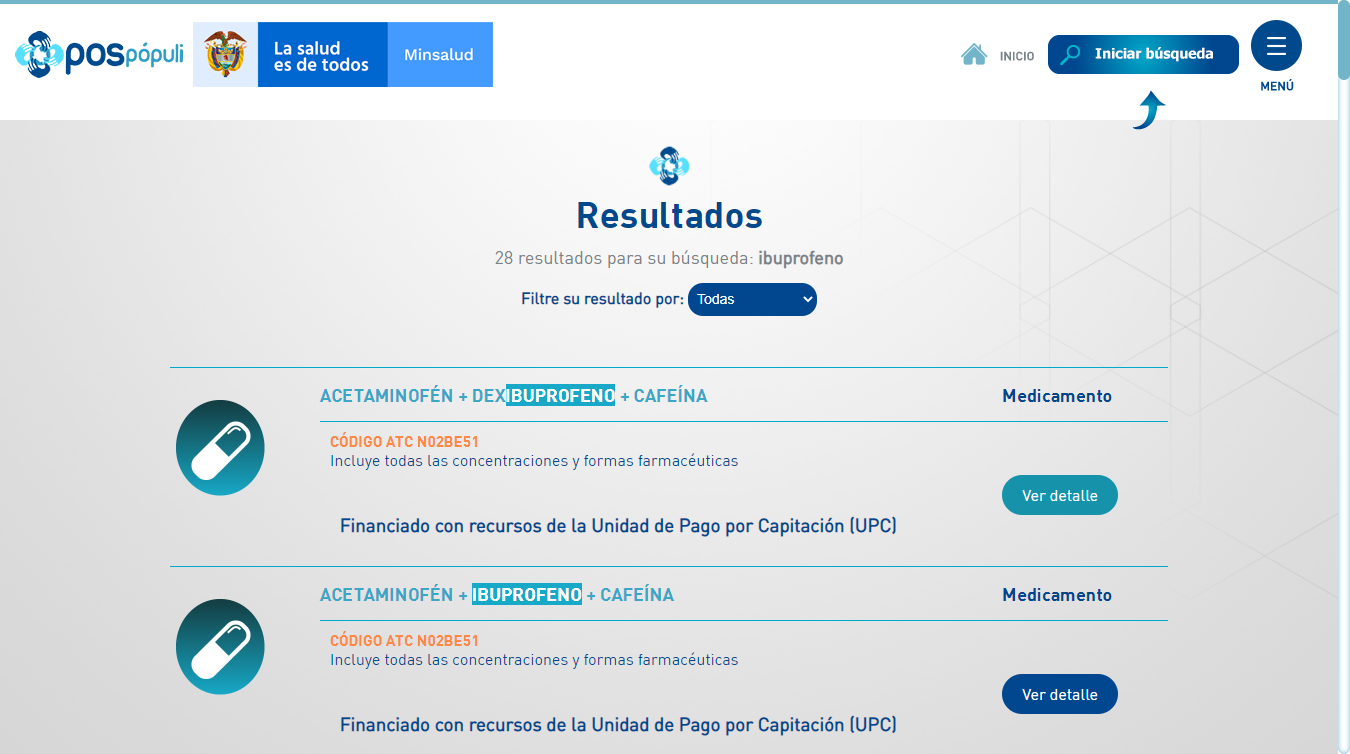 pospópuli
La salud
es de todos
Minsalud
INICIO
Iniciar búsqueda
MENÚ
Resultados
28 resultados para su búsqueda: ibuprofeno
Filtre su resultado por: Todas
ACETAMINOFÉN + DEXIBUPROFENO + CAFEÍNA
Medicamento
CÓDIGO ATC N02BE51
Incluye todas las concentraciones y formas farmacéuticas
Ver detalle
Financiado con recursos de la Unidad de Pago por Capitación (UPC)
ACETAMINOFÉN + IBUPROFENO + CAFEÍNA
Medicamento
CÓDIGO ATC N02BE51
Incluye todas las concentraciones y formas farmacéuticas
Ver detalle
Financiado con recursos de la Unidad de Pago por Capitación (UPC)